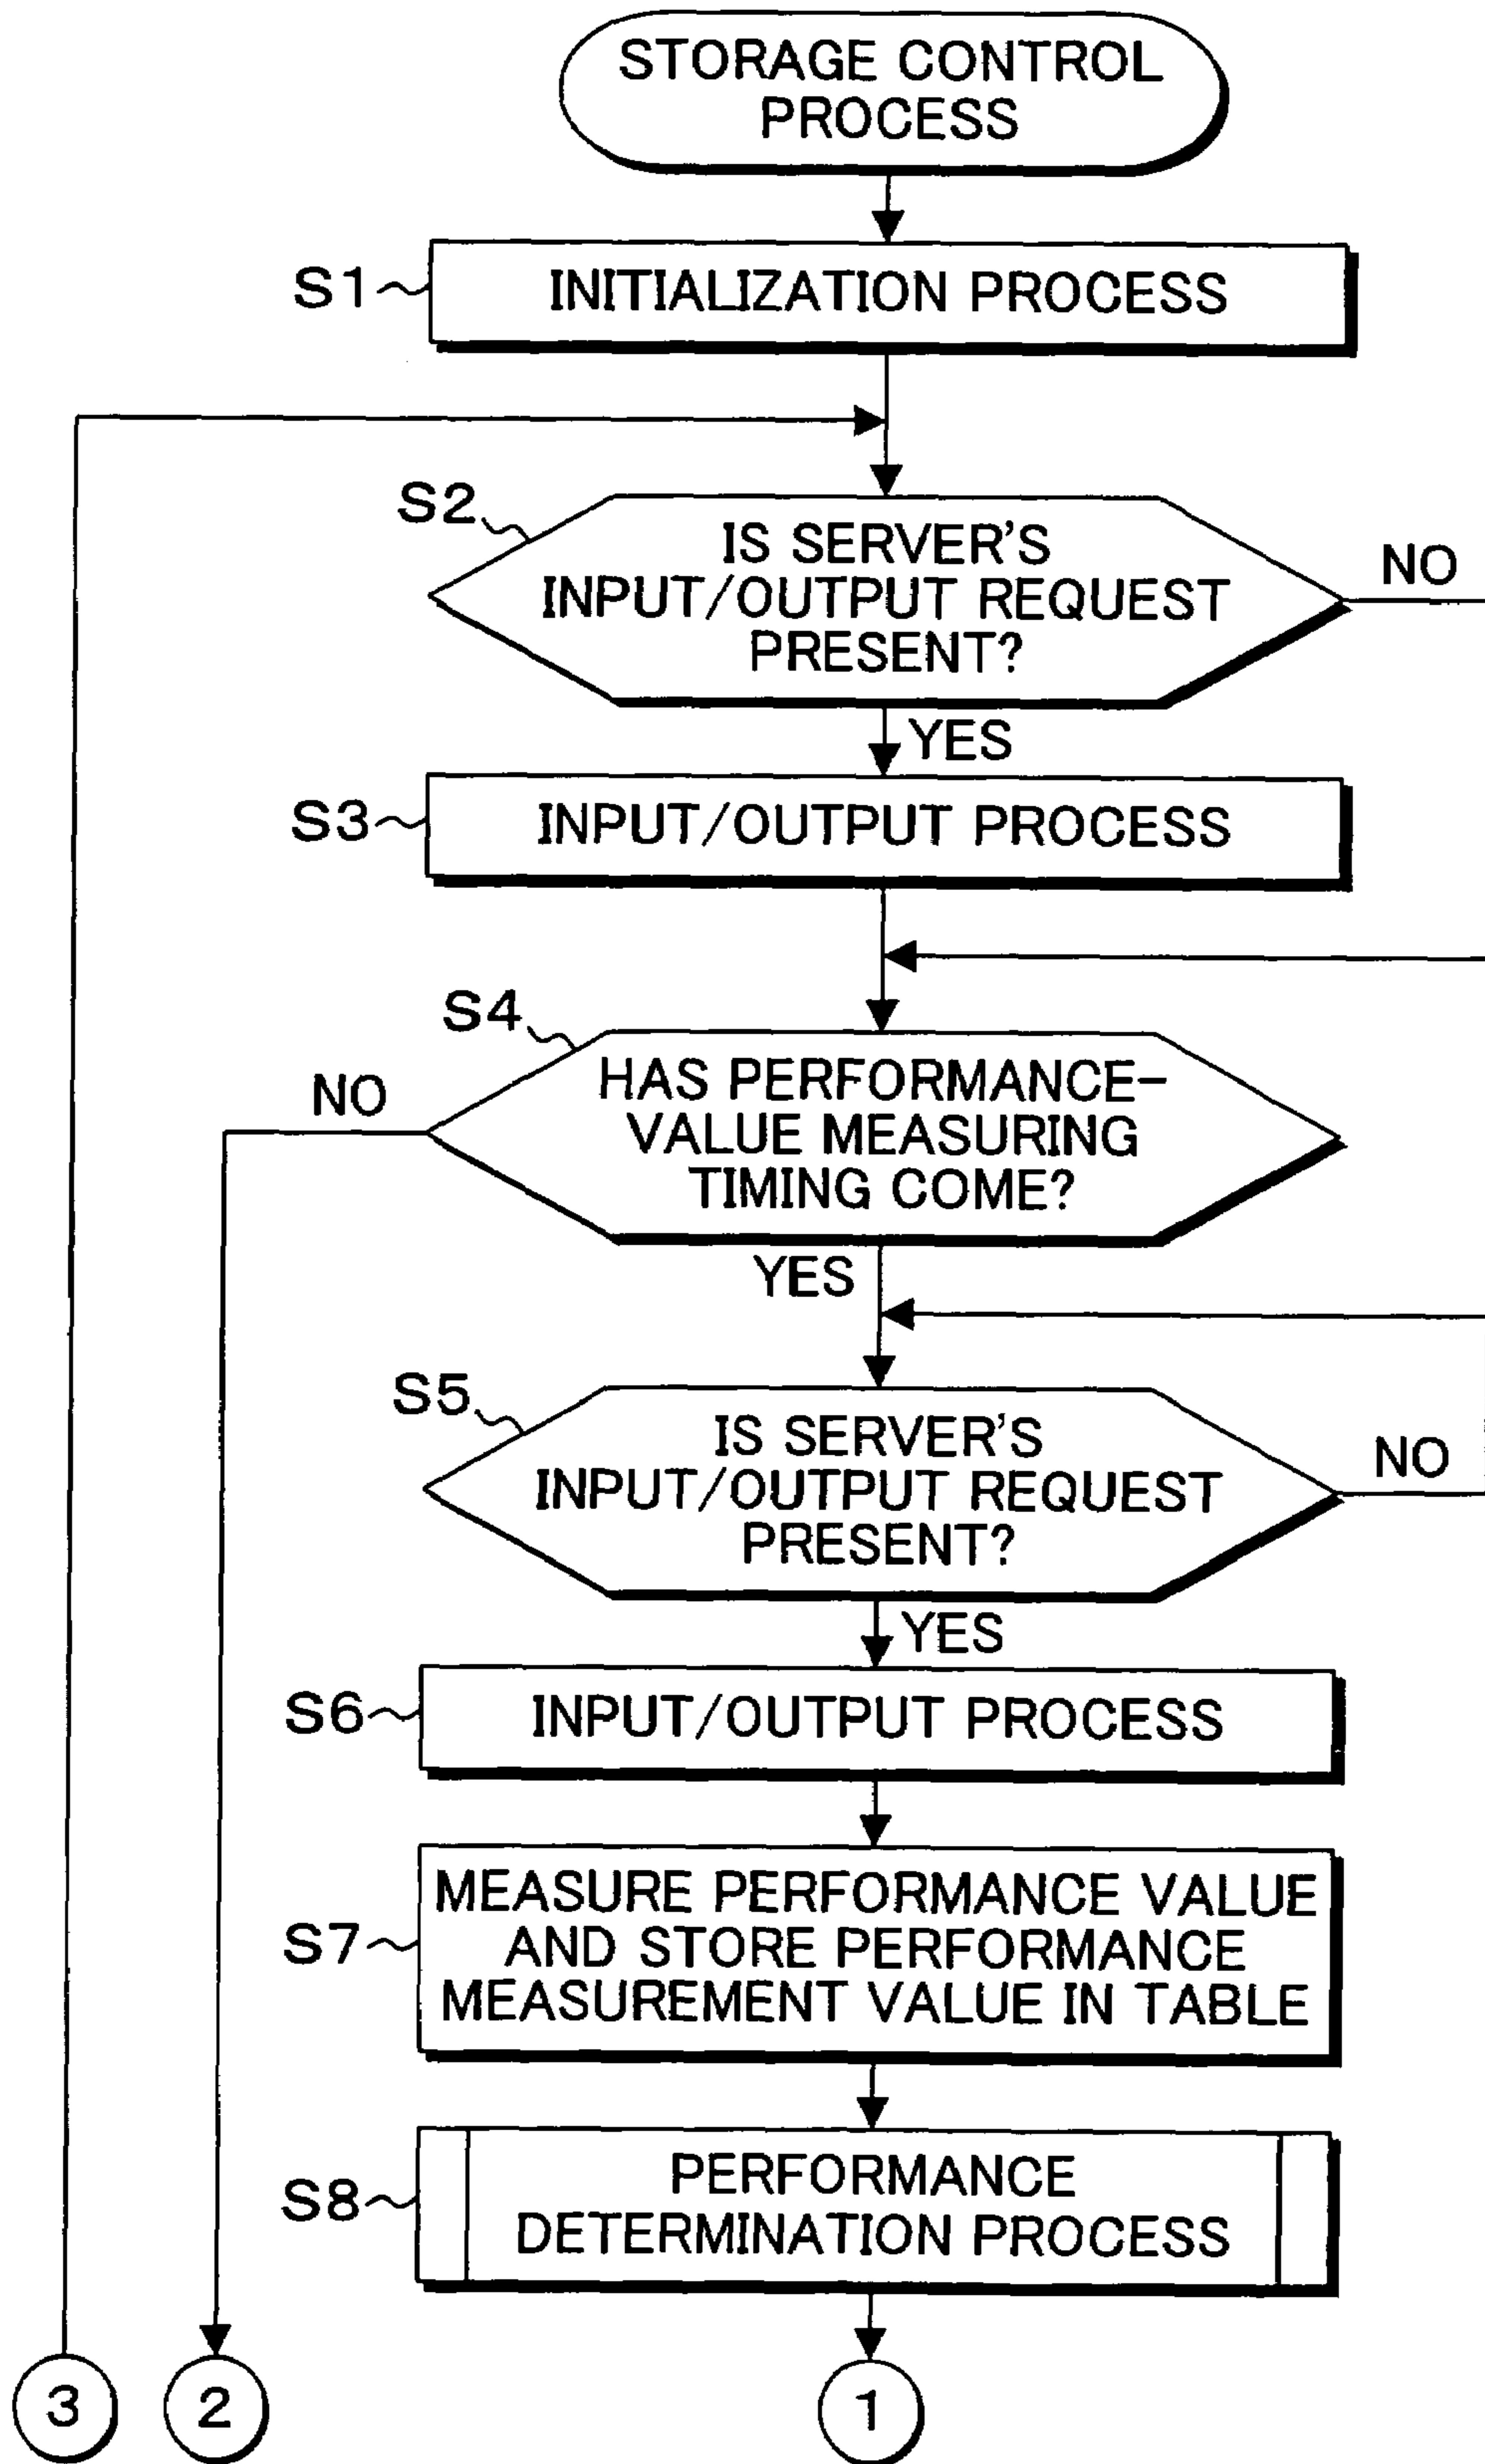 STORAGE CONTROL
PROCESS
S1
INITIALIZATION PROCESS
S2
IS SERVER'S
INPUT/OUTPUT REQUEST
PRESENT?
NO
YES
S3
INPUT/OUTPUT PROCESS
S4
HAS PERFORMANCE-
VALUE MEASURING
TIMING COME?
NO
YES
S5
IS SERVER'S
INPUT/OUTPUT REQUEST
PRESENT?
NO
YES
S6
INPUT/OUTPUT PROCESS
S7
MEASURE PERFORMANCE VALUE
AND STORE PERFORMANCE
MEASUREMENT VALUE IN TABLE
S8
PERFORMANCE
DETERMINATION PROCESS
3
2
1